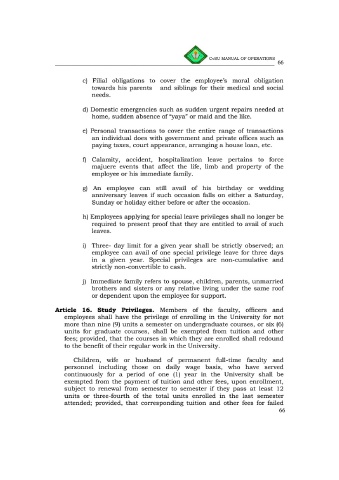 OsSU MANUAL OF OPERATIONS
66
c) Filial obligations to cover the employee's moral obligation
towards his parents and siblings for their medical and social
needs.
d) Domestic emergencies such as sudden urgent repairs needed at
home, sudden absence of "yaya" or maid and the like.
e) Personal transactions to cover the entire range of transactions
an individual does with government and private offices such as
paying taxes, court appearance, arranging a house loan, etc.
f) Calamity, accident, hospitalization leave pertains to force
majuere events that affect the life, limb and property of the
employee or his immediate family.
g) An employee can still avail of his birthday or wedding
anniversary leaves if such occasion falls on either a Saturday,
Sunday or holiday either before or after the occasion.
h) Employees applying for special leave privileges shall no longer be
required to present proof that they are entitled to avail of such
leaves.
i) Three- day limit for a given year shall be strictly observed; an
employee can avail of one special privilege leave for three days
in a given year. Special privileges are non-cumulative and
strictly non-convertible to cash.
j) Immediate family refers to spouse, children, parents, unmarried
brothers and sisters or any relative living under the same roof
or dependent upon the employee for support.
Article 16. Study Privileges. Members of the faculty, officers and
employees shall have the privilege of enrolling in the University for not
more than nine (9) units a semester on undergraduate courses, or six (6)
units for graduate courses, shall be exempted from tuition and other
fees; provided, that the courses in which they are enrolled shall redound
to the benefit of their regular work in the University.
Children, wife or husband of permanent full-time faculty and
personnel including those on daily wage basis, who have served
continuously for a period of one (1) year in the University shall be
exempted from the payment of tuition and other fees, upon enrollment,
subject to renewal from semester to semester if they pass at least 12
units or three-fourth of the total units enrolled in the last semester
attended; provided, that corresponding tuition and other fees for failed
66